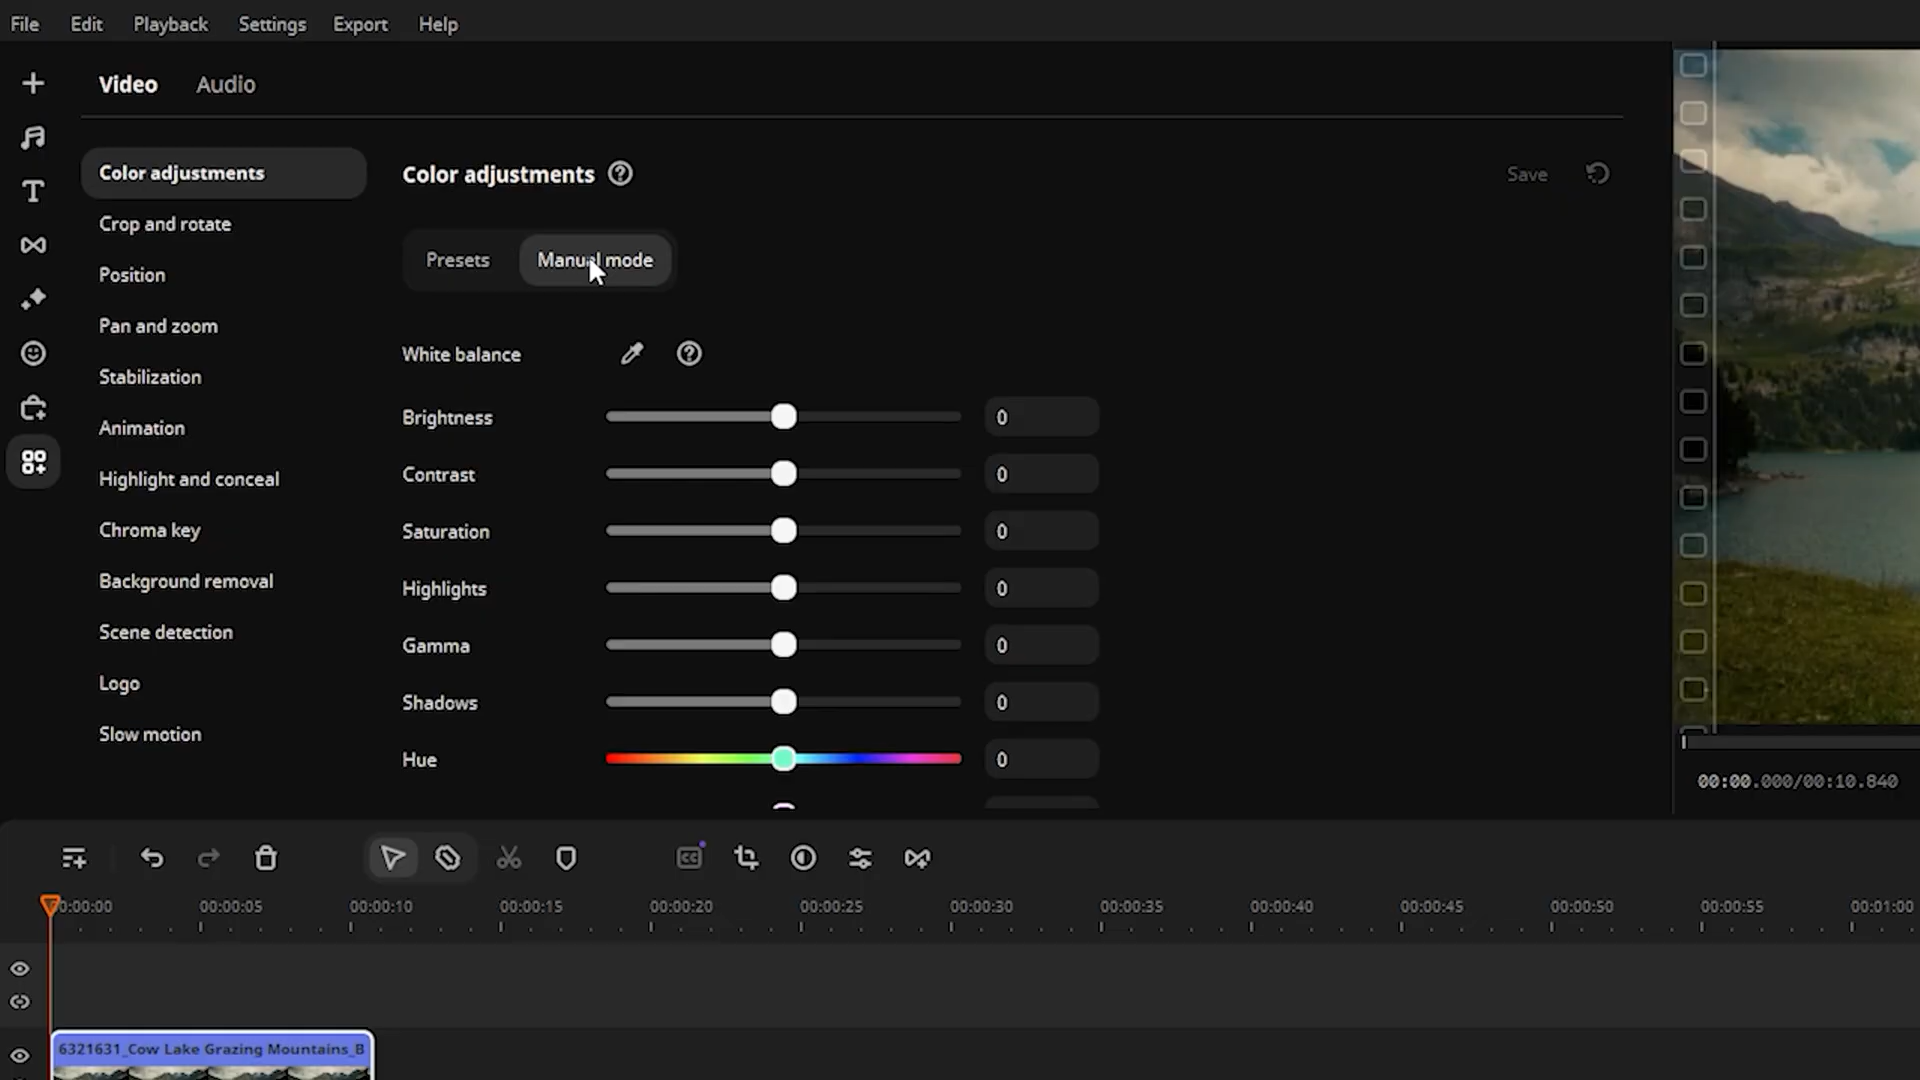 File Edit Playback Settings Export Help
Video Audio
Color adjustments
Crop and rotate
Position
Pan and zoom
Stabilization
Animation
Highlight and conceal
Chroma key
Background removal
Scene detection
Logo
Slow motion
Color adjustments
Save
Presets Manual mode
White balance
Brightness 0
Contrast 0
Saturation 0
Highlights 0
Gamma 0
Shadows 0
Hue 0
00:00.000/00:10.840
CC
00:00:00 00:00:05 00:00:10 00:00:15 00:00:20 00:00:25 00:00:30 00:00:35 00:00:40 00:00:45 00:00:50 00:00:55 00:01:00
6321631_Cow Lake Grazing Mountains_B